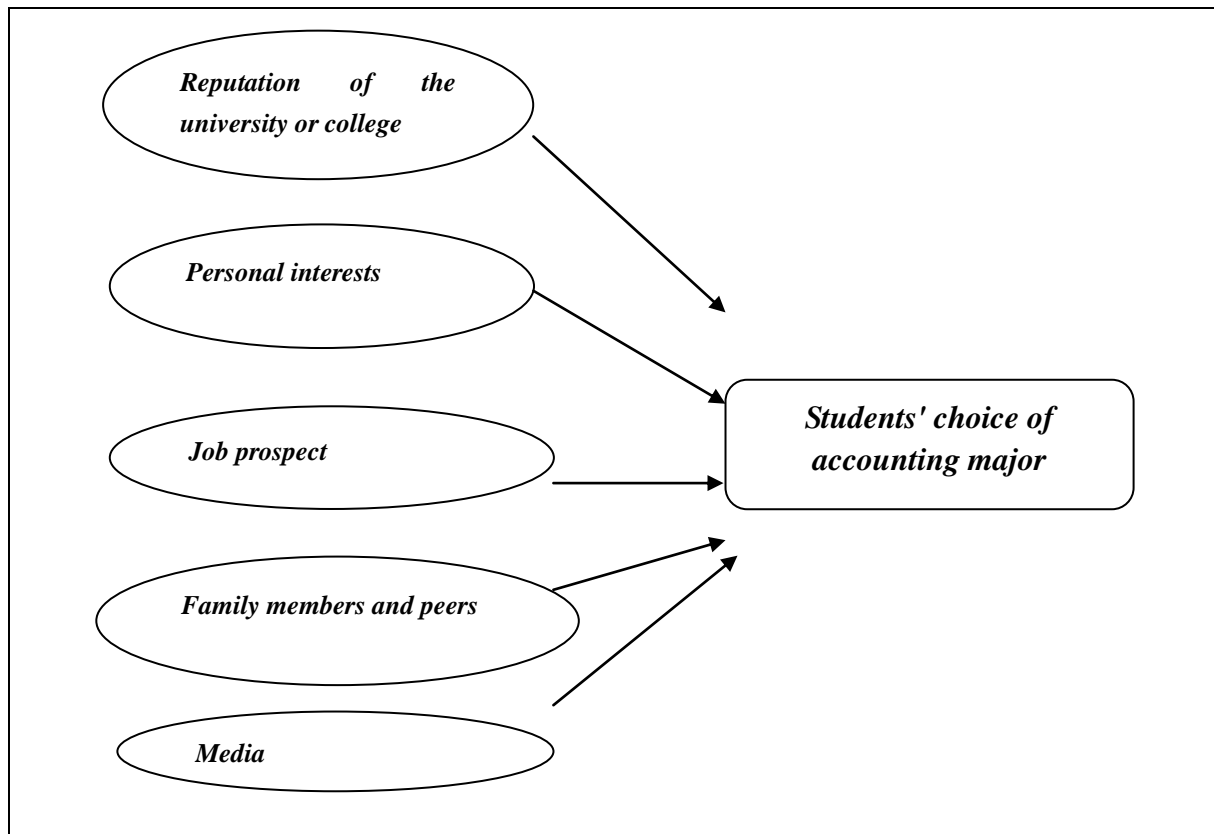 Reputation of the
university or college
Personal interests
Job prospect
Students' choice of
accounting major
Family members and peers
Media